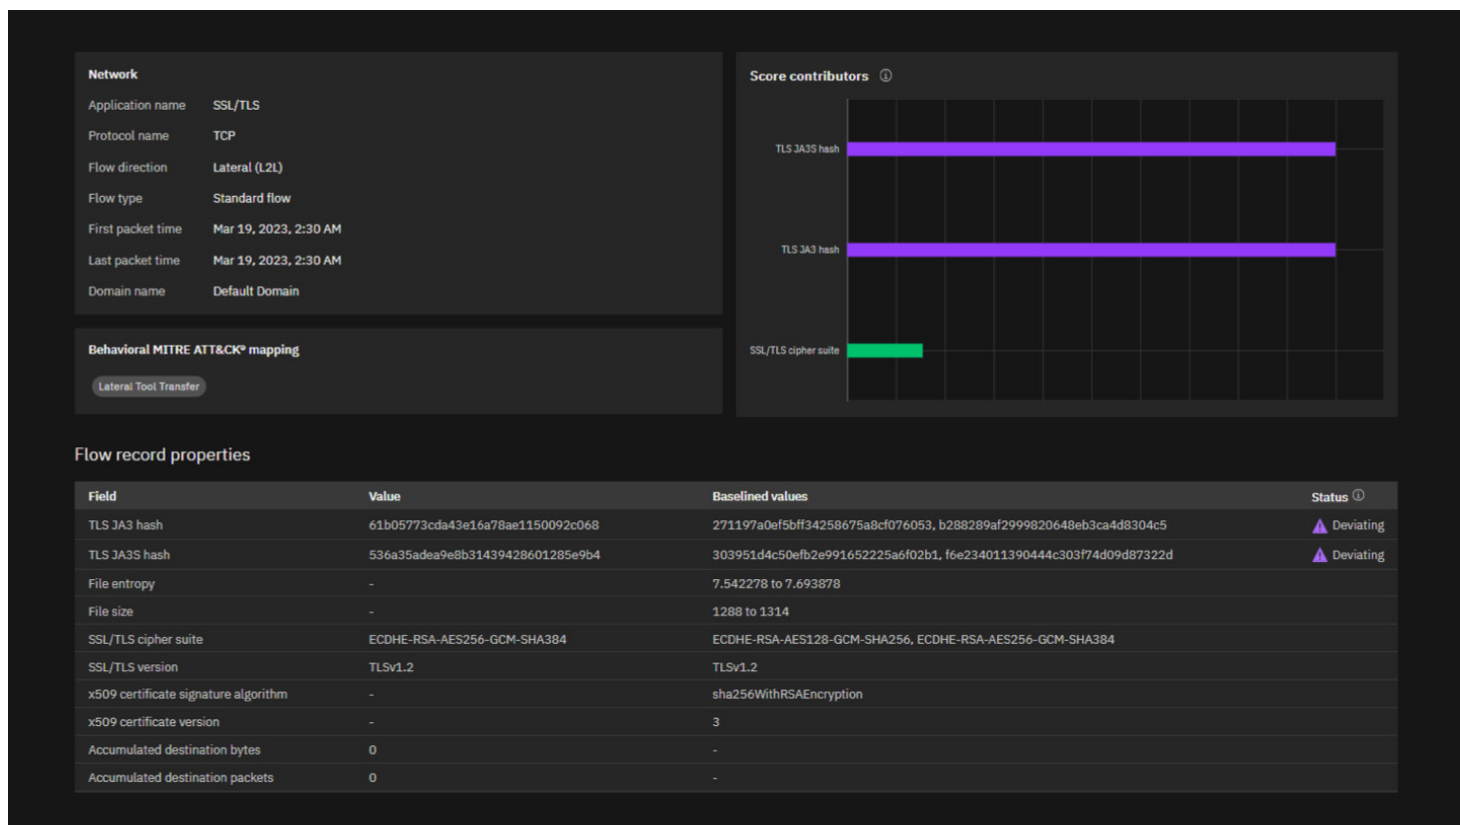 Network
Application name SSL/TLS
Protocol name TCP
Flow direction Lateral (L2L)
Flow type Standard flow
First packet time Mar 19, 2023, 2:30 AM
Last packet time Mar 19, 2023, 2:30 AM
Domain name Default Domain
Behavioral MITRE ATT&CK® mapping
Lateral Tool Transfer
Score contributors
TLS JA3S hash
TLS JA3 hash
SSL/TLS cipher suite
Flow record properties
Field Value Baselined values Status
TLS JA3 hash 61b05773cda43e16a78ae1150092c068 271197a0ef5bff34258675a8cf076053, b288289af2999820648eb3ca4d8304c5 Deviating
TLS JA3S hash 536a35adea9e8b31439428601285e9b4 303951d4c50efb2e991652225a6f02b1, f6e234011390444c303f74d09d87322d Deviating
File entropy - 7.542278 to 7.693878
File size - 1288 to 1314
SSL/TLS cipher suite ECDHE-RSA-AES256-GCM-SHA384 ECDHE-RSA-AES128-GCM-SHA256, ECDHE-RSA-AES256-GCM-SHA384
SSL/TLS version TLSv1.2 TLSv1.2
x509 certificate signature algorithm - sha256WithRSAEncryption
x509 certificate version - 3
Accumulated destination bytes 0 -
Accumulated destination packets 0 -